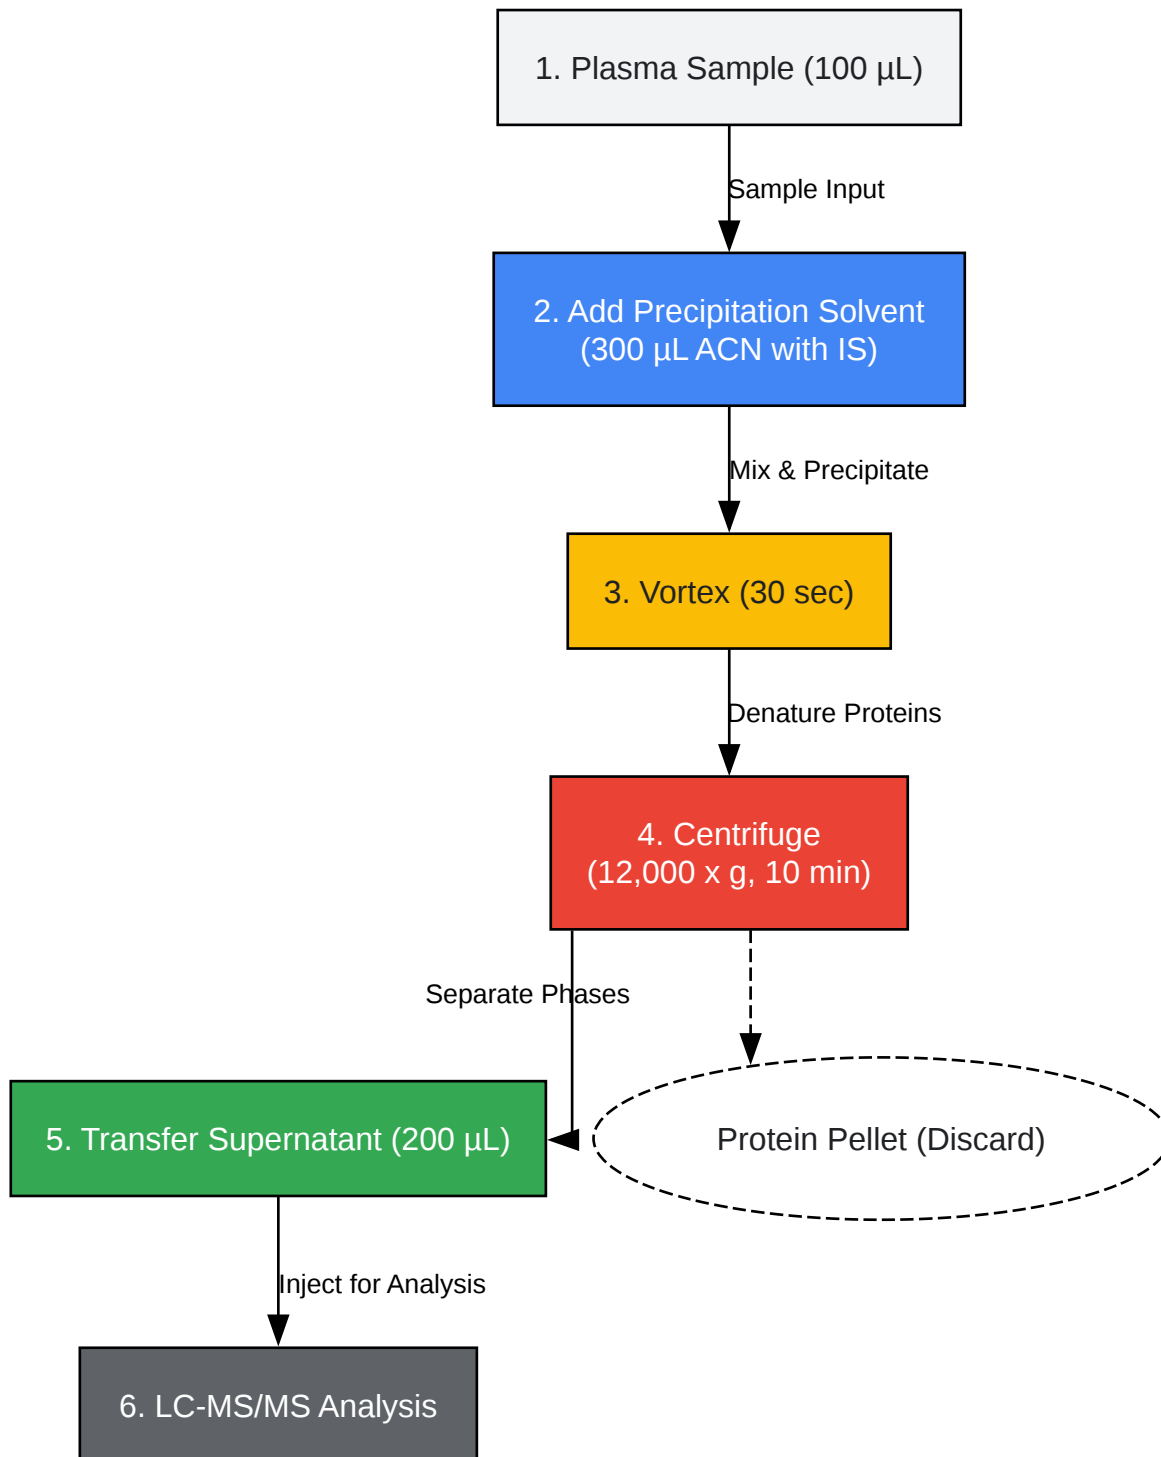 1. Plasma Sample (100 µL)
Sample Input
2. Add Precipitation Solvent
(300 µL ACN with IS)
Mix & Precipitate
3. Vortex (30 sec)
Denature Proteins
4. Centrifuge
(12,000 x g, 10 min)
Separate Phases
5. Transfer Supernatant (200 µL)
Protein Pellet (Discard)
Inject for Analysis
6. LC-MS/MS Analysis